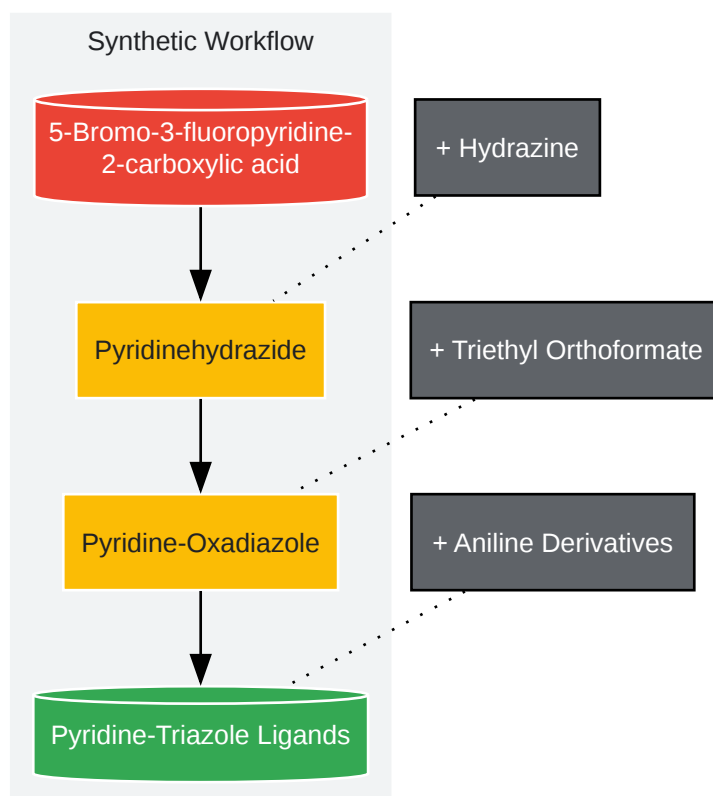 Synthetic Workflow
5-Bromo-3-fluoropyridine-
2-carboxylic acid
+ Hydrazine
Pyridinehydrazide
+ Triethyl Orthoformate
Pyridine-Oxadiazole
+ Aniline Derivatives
Pyridine-Triazole Ligands